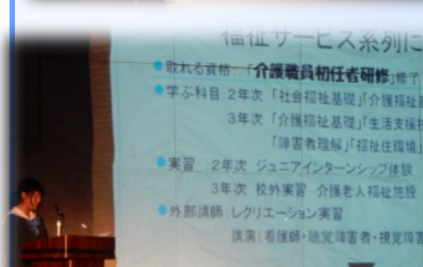 福祉サービス系列に
取れる資格:「介護職員初任者研修」修了
学ぶ科目:2年次「社会福祉基礎」「介護福祉基
3年次「介護福祉基礎」「生活支援技
「障害者理解」「福祉住環境」
実習 2年次 ジュニアインターンシップ体験
3年次 校外実習 介護老人福祉施設
外部講師:レクリエーション実習
講演(看護師・聴覚障害者・視覚障害